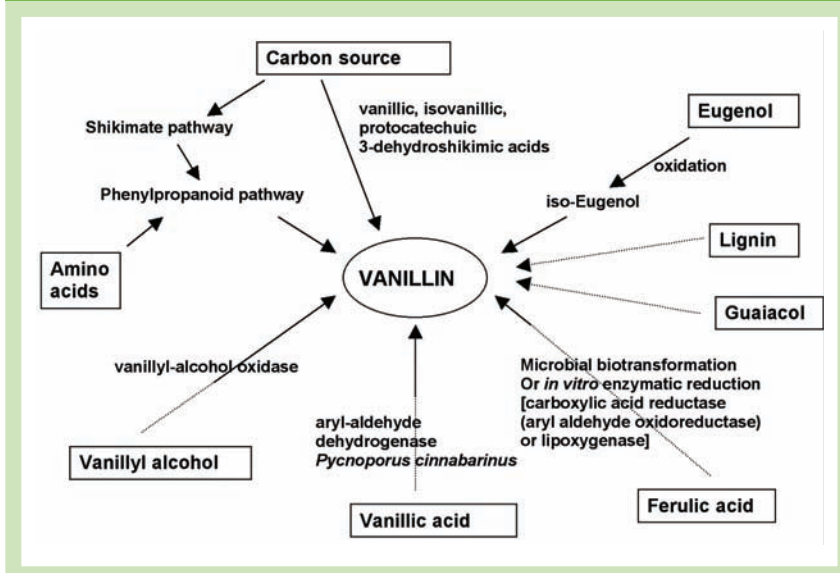 Carbon source
Shikimate pathway
vanillic, isovanillic,
protocatechuic
3-dehydroshikimic acids
Eugenol
oxidation
Phenylpropanoid pathway
iso-Eugenol
Amino
acids
VANILLIN
Lignin
Guaiacol
vanillyl-alcohol oxidase
Microbial biotransformation
Or in vitro enzymatic reduction
[carboxylic acid reductase
(aryl aldehyde oxidoreductase)
or lipoxygenase]
aryl-aldehyde
dehydrogenase
Pycnoporus cinnabarinus
Vanillyl alcohol
Vanillic acid
Ferulic acid